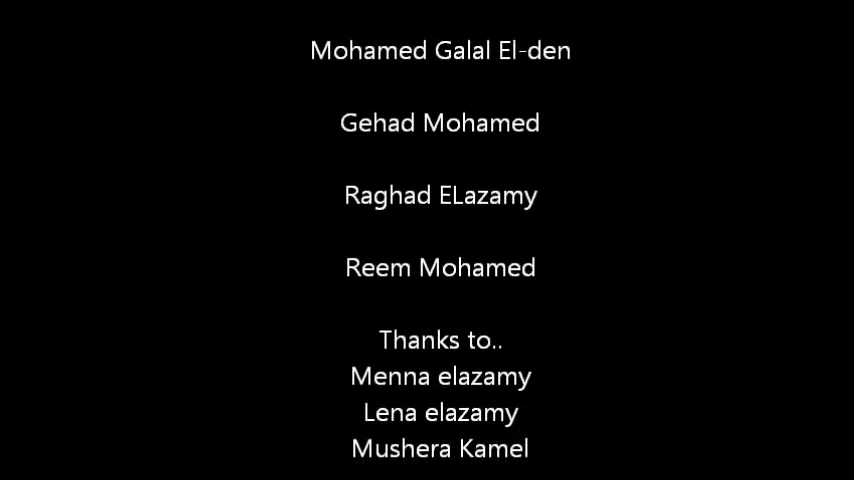 Mohamed Galal El-den
Gehad Mohamed
Raghad ELazamy
Reem Mohamed
Thanks to..
Menna elazamy
Lena elazamy
Mushera Kamel